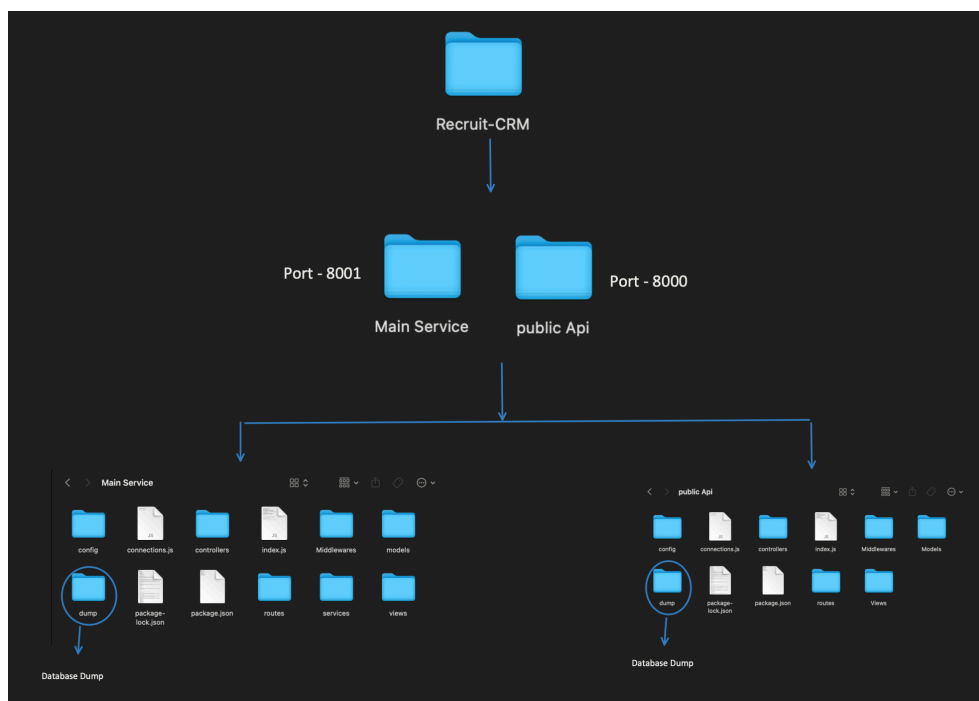 Recruit-CRM
Port - 8001
Port - 8000
Main Service
public Api
Main Service
config
connections.js
controllers
JS
index.js
JS
Middlewares
models
dump
package-
lock.json
package.json
routes
services
views
Database Dump
public Api
config
connections.js
controllers
index.js
Middlewares
Models
dump
package-
lock.json
package.json
routes
Views
Database Dump